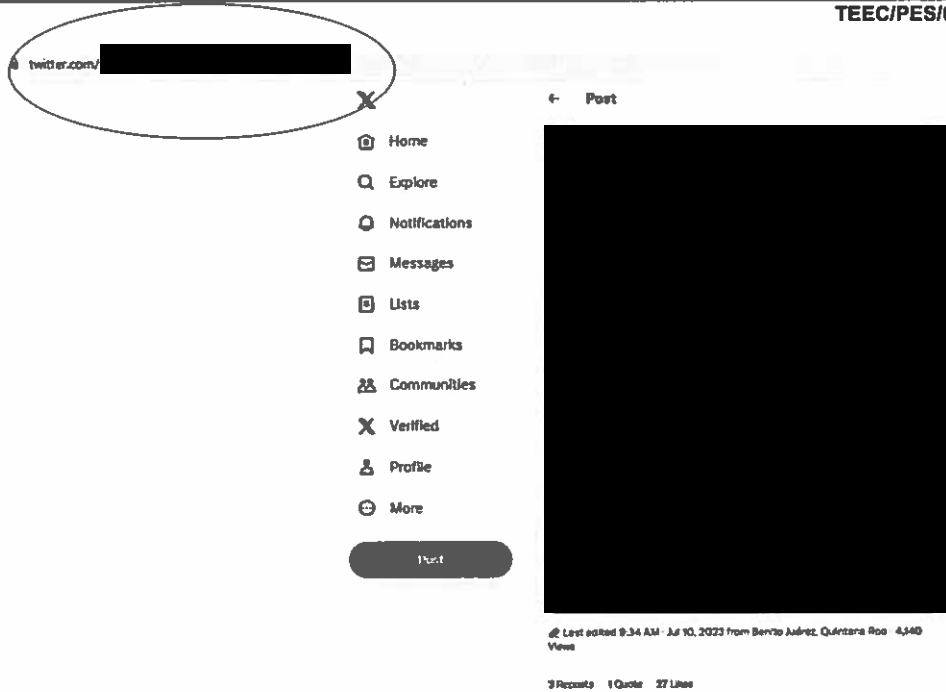 TEEC/PES/
twitter.com/
Post
Home
Explore
Notifications
Messages
Lists
Bookmarks
Communities
Verified
Profile
More
Post
Last edited 9:34 AM · Jul 10, 2023 from Benito Juárez, Quintana Roo · 4,140
Views
3 Reposts 1 Quote 27 Likes